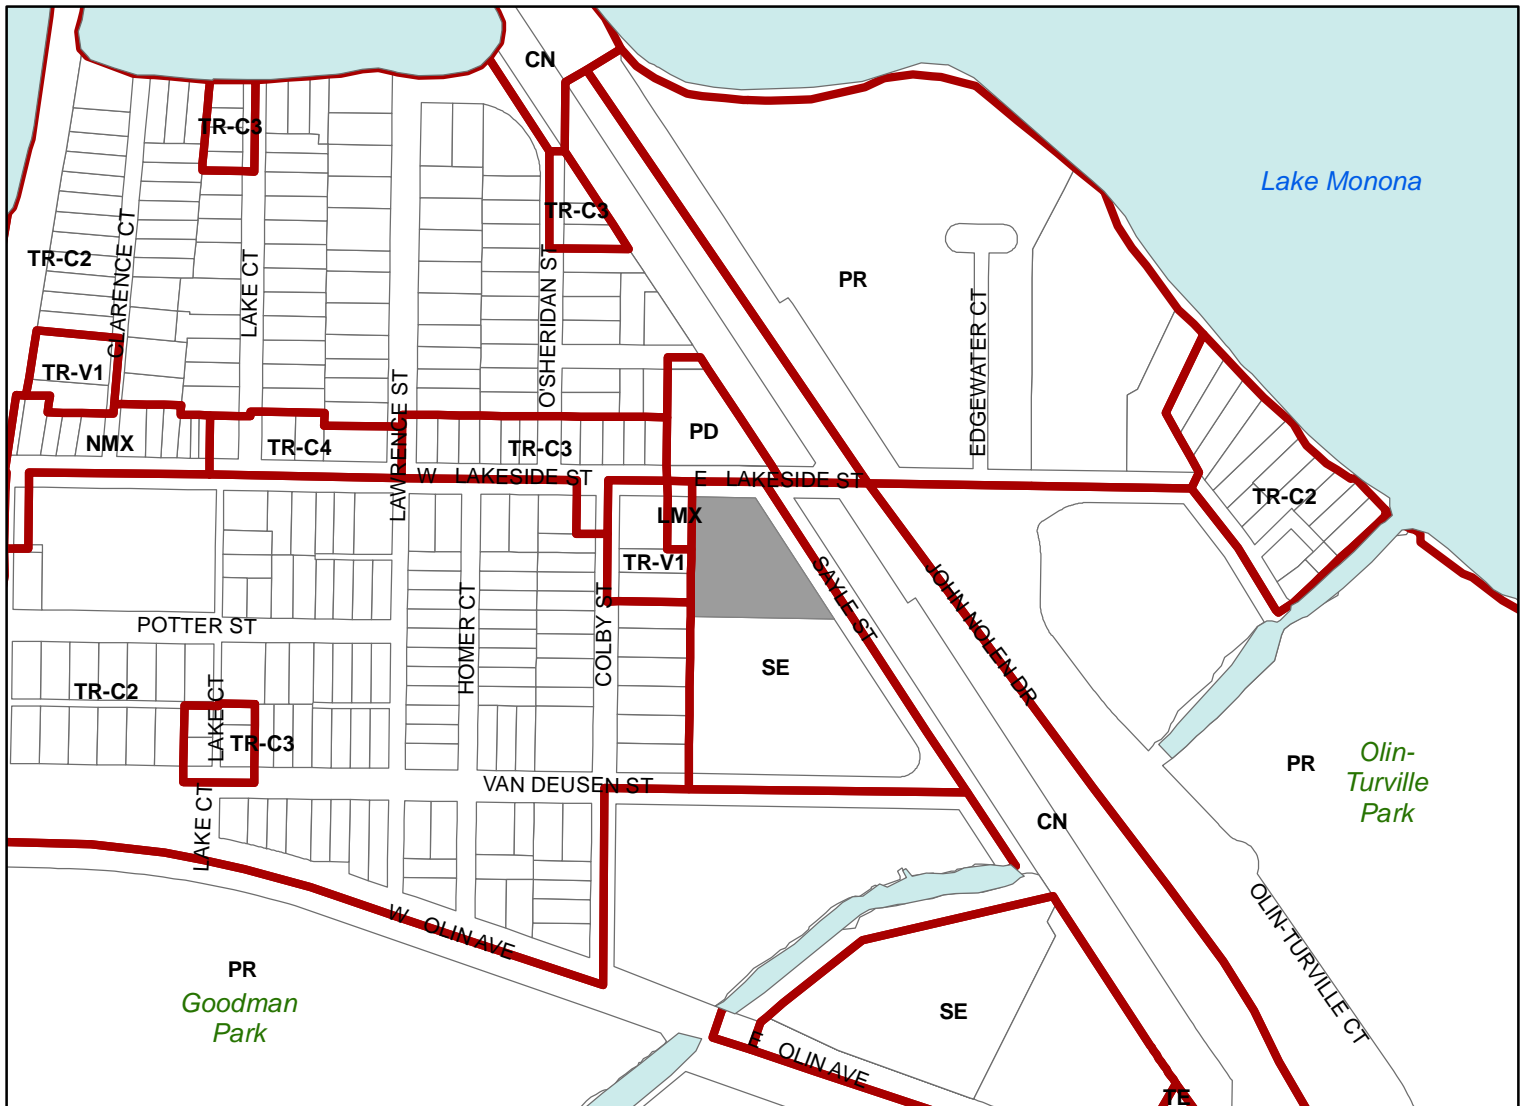 CN
TR-C3
Lake Monona
TR-C3
TR-C2
CLARENCE CT
LAKE CT
O'SHERIDAN ST
PR
EDGEWATER CT
TR-V1
LAWRENCE ST
NMX
TR-C4
TR-C3
PD
W LAKESIDE ST
E LAKESIDE ST
TR-C2
LMX
TR-V1
SAYLE ST
JOHN NOLEN DR
HOMER CT
COLBY ST
POTTER ST
SE
TR-C2
LAKE CT
TR-C3
VAN DEUSEN ST
PR
Olin-
Turville
Park
LAKE CT
CN
W OLIN AVE
OLIN-TURVILLE CT
PR
Goodman
Park
SE
E OLIN AVE
TE